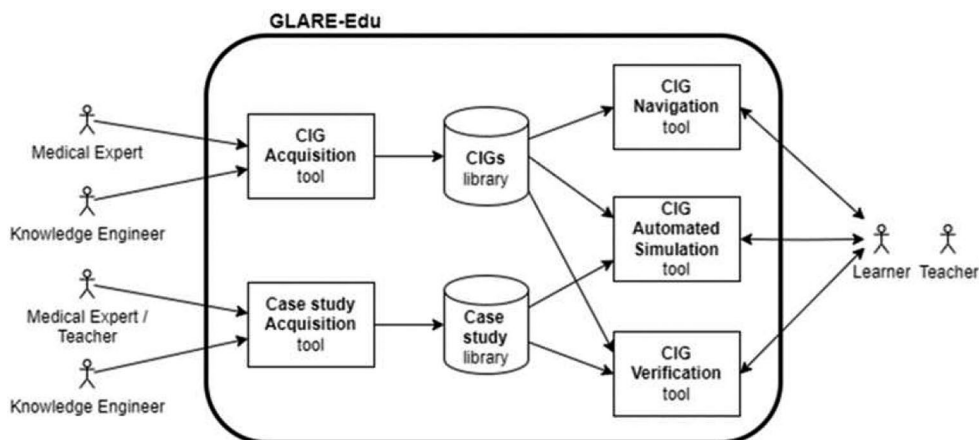 GLARE-Edu
Medical Expert
Knowledge Engineer
Medical Expert /
Teacher
Knowledge Engineer
CIG
Acquisition
tool
Case study
Acquisition
tool
CIGs
library
Case
study
library
CIG
Navigation
tool
CIG
Automated
Simulation
tool
CIG
Verification
tool
Learner
Teacher